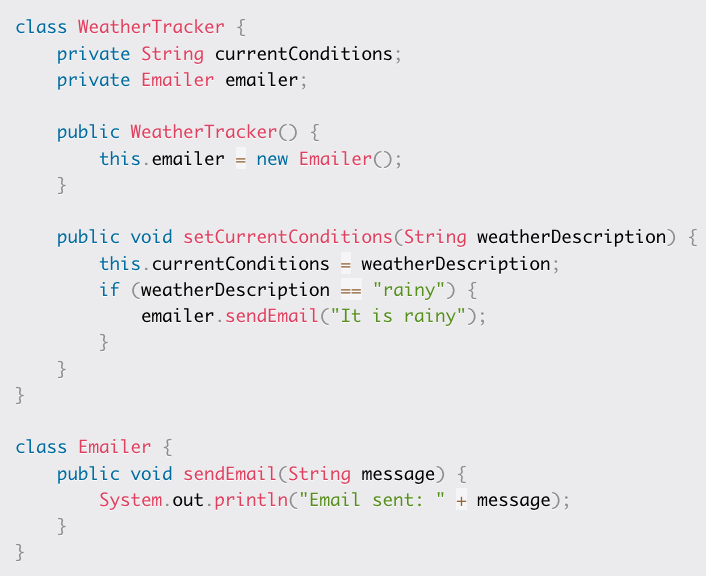 class WeatherTracker {
    private String currentConditions;
    private Emailer emailer;

    public WeatherTracker() {
        this.emailer = new Emailer();
    }

    public void setCurrentConditions(String weatherDescription) {
        this.currentConditions = weatherDescription;
        if (weatherDescription == "rainy") {
            emailer.sendEmail("It is rainy");
        }
    }
}

class Emailer {
    public void sendEmail(String message) {
        System.out.println("Email sent: " + message);
    }
}